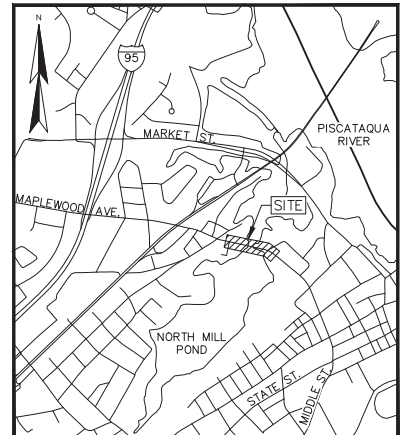 N
95
MARKET ST.
PISCATAQUA
RIVER
MAPLEWOOD AVE.
SITE
NORTH MILL
POND
STATE ST.
MIDDLE ST.